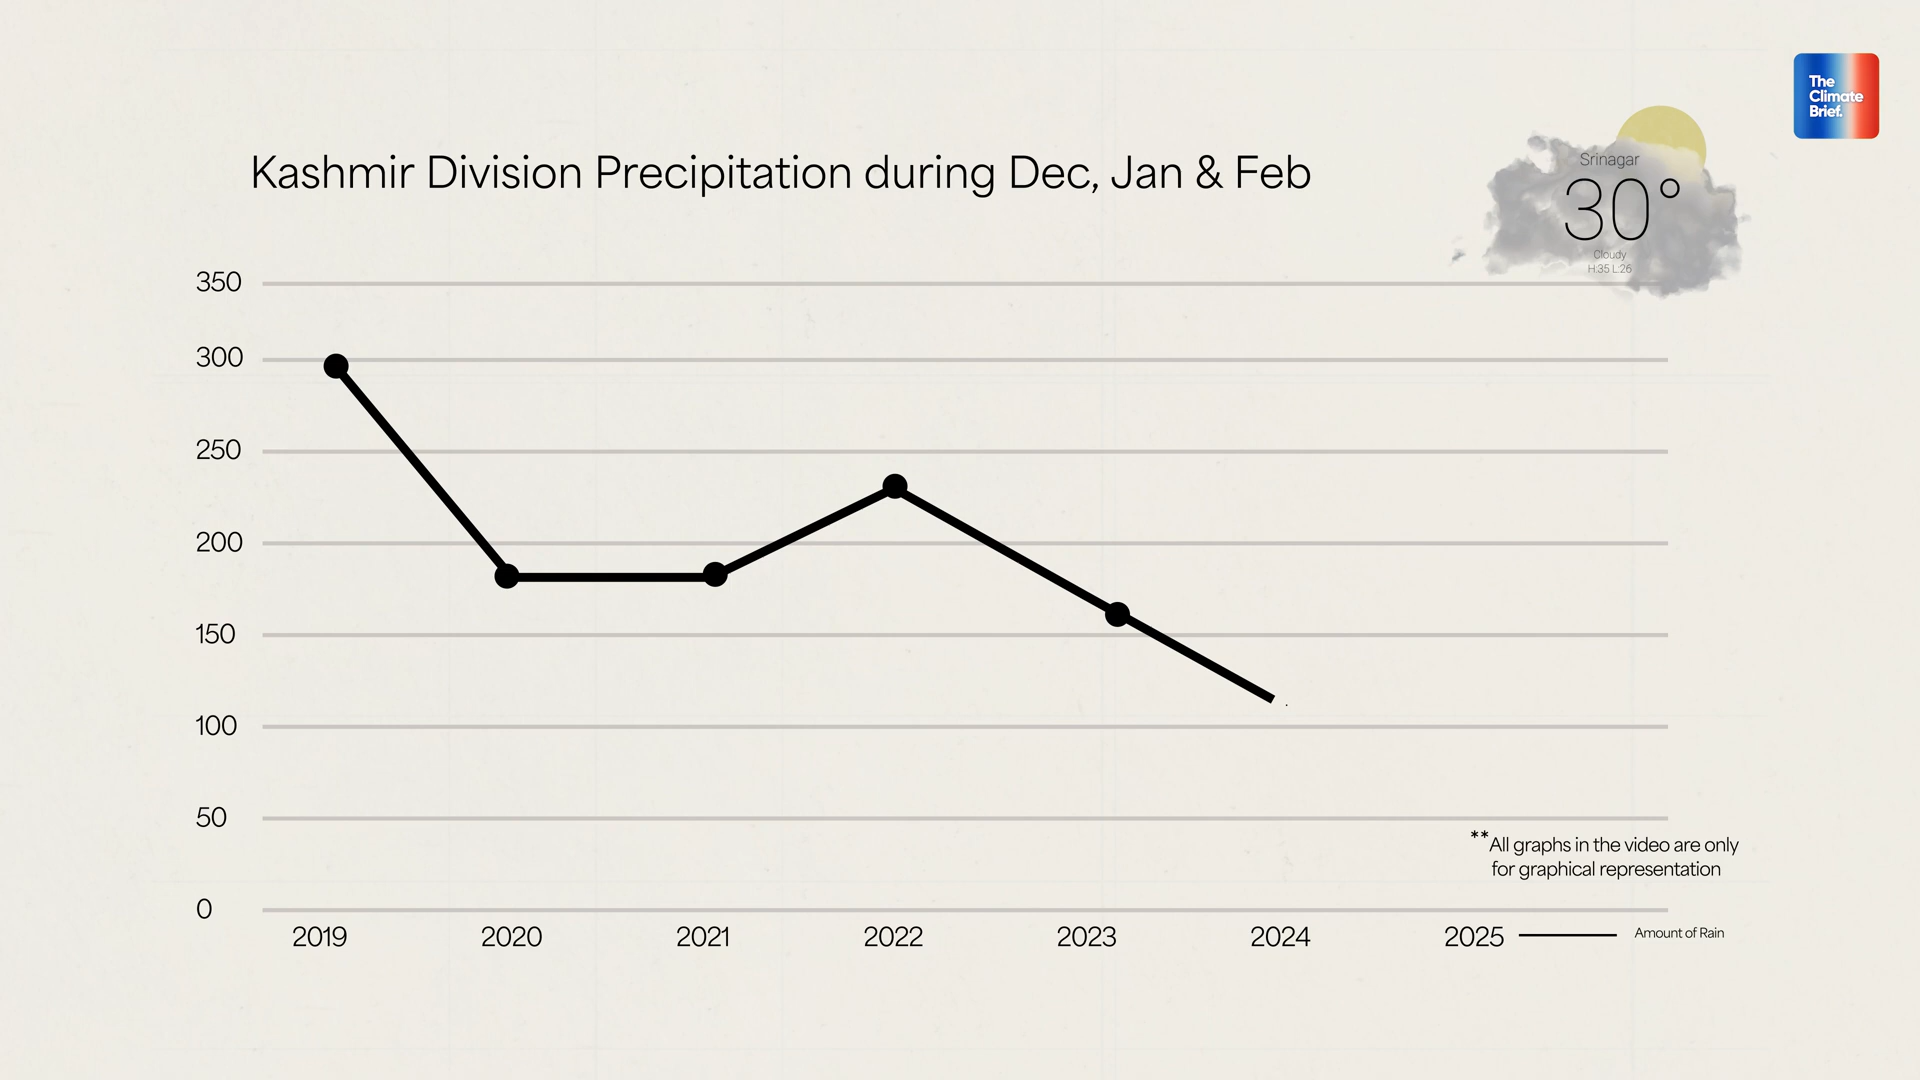 The
Climate
Brief.
Kashmir Division Precipitation during Dec, Jan & Feb
Srinagar
30°
Cloudy
H:35 L:26
350
300
250
200
150
100
50
0
**All graphs in the video are only
for graphical representation
2019 2020 2021 2022 2023 2024 2025 Amount of Rain